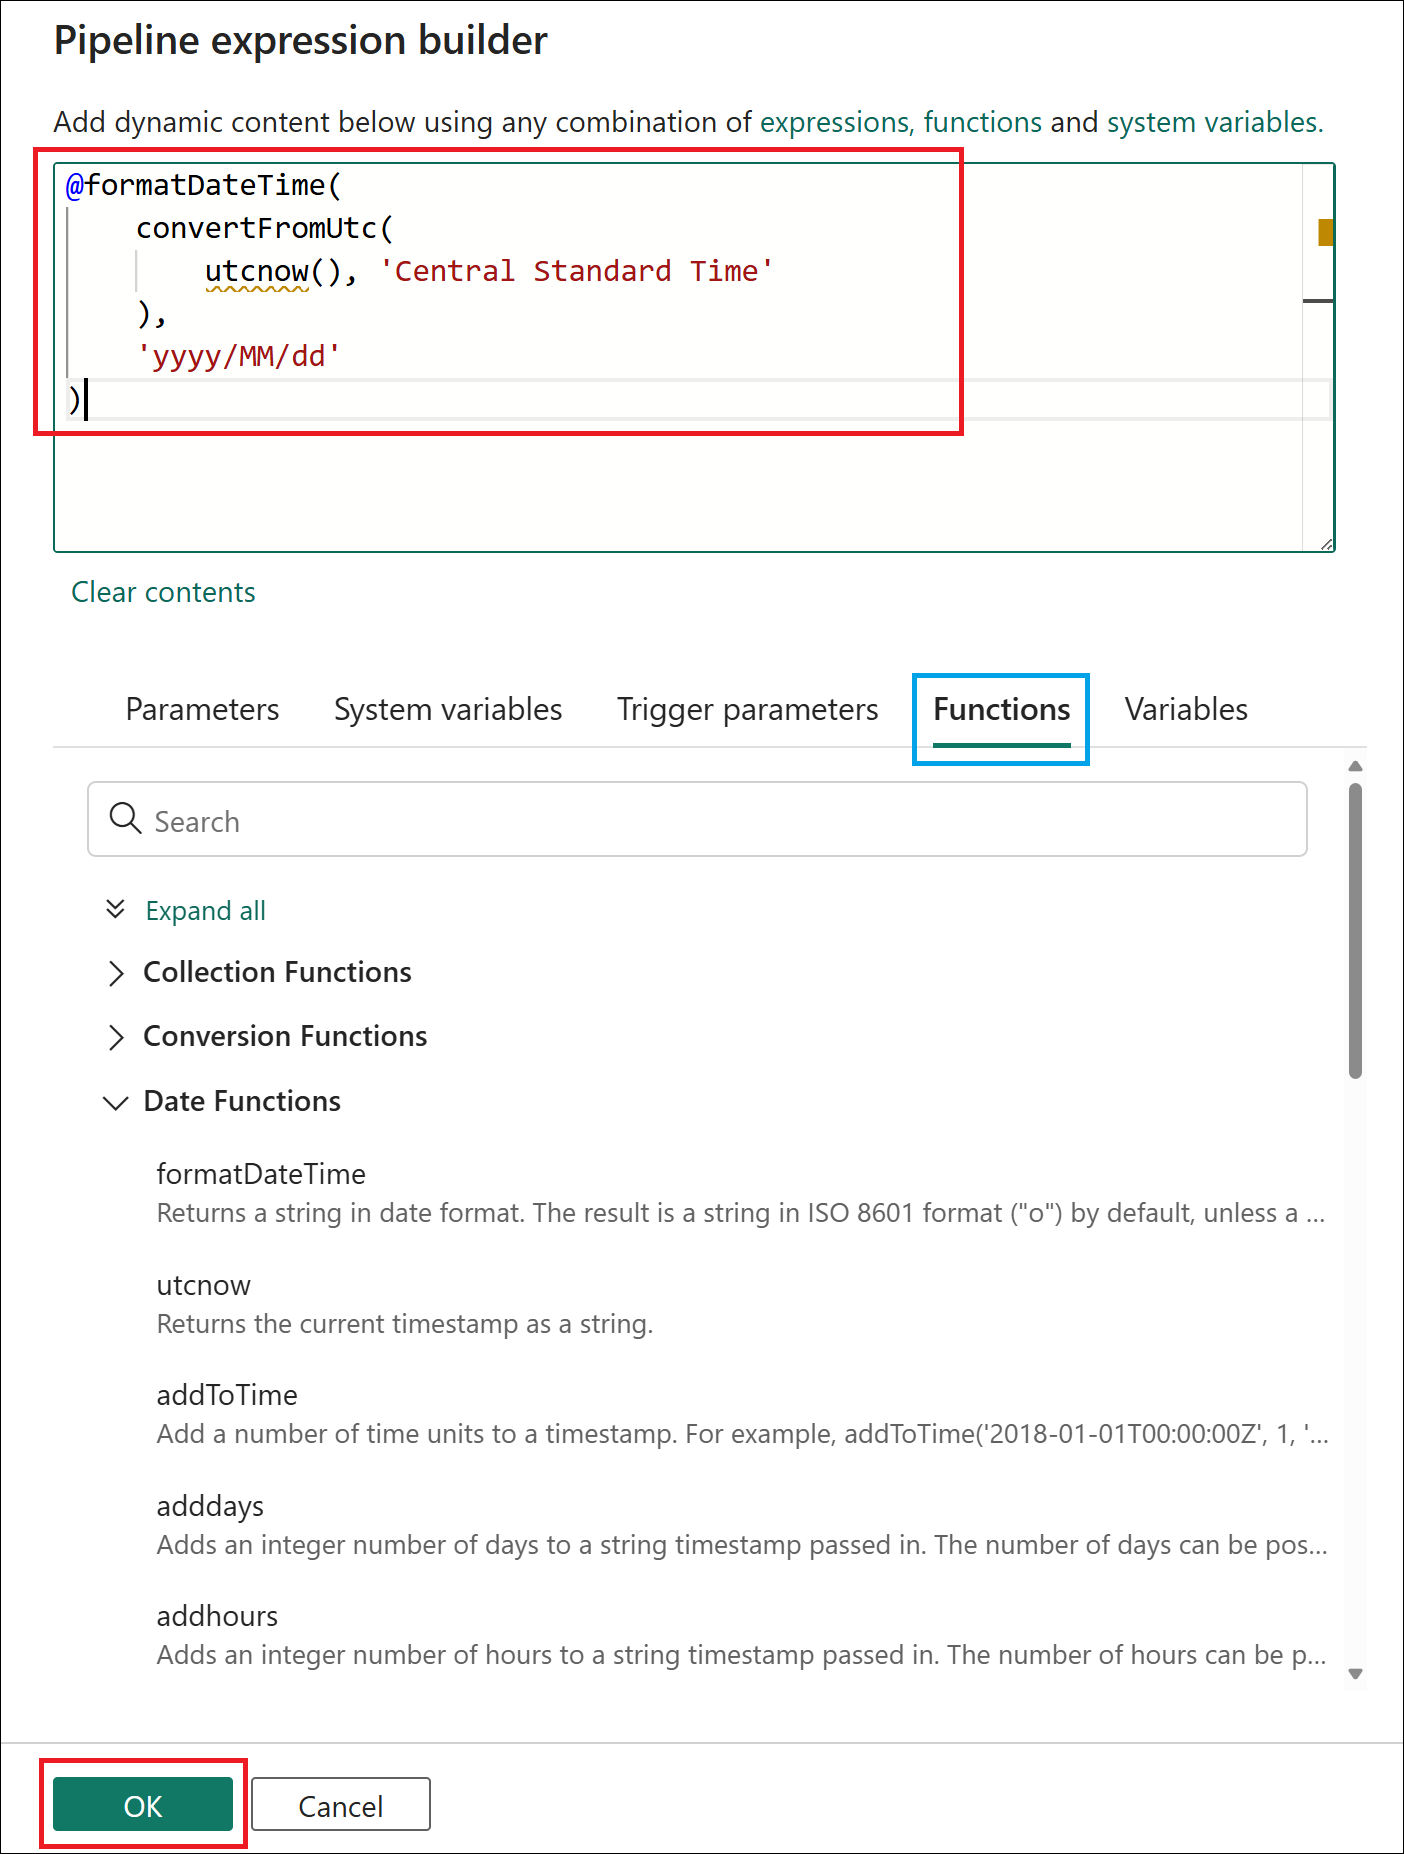 Pipeline expression builder
Add dynamic content below using any combination of expressions, functions and system variables.
@formatDateTime(
convertFromUtc(
utcnow(), 'Central Standard Time'
),
'yyyy/MM/dd'
)
Clear contents
Parameters System variables Trigger parameters Functions Variables
Search
Expand all
Collection Functions
Conversion Functions
Date Functions
formatDateTime
Returns a string in date format. The result is a string in ISO 8601 format ("o") by default, unless a ...
utcnow
Returns the current timestamp as a string.
addToTime
Add a number of time units to a timestamp. For example, addToTime('2018-01-01T00:00:00Z', 1, '...
adddays
Adds an integer number of days to a string timestamp passed in. The number of days can be pos...
addhours
Adds an integer number of hours to a string timestamp passed in. The number of hours can be p...
OK Cancel